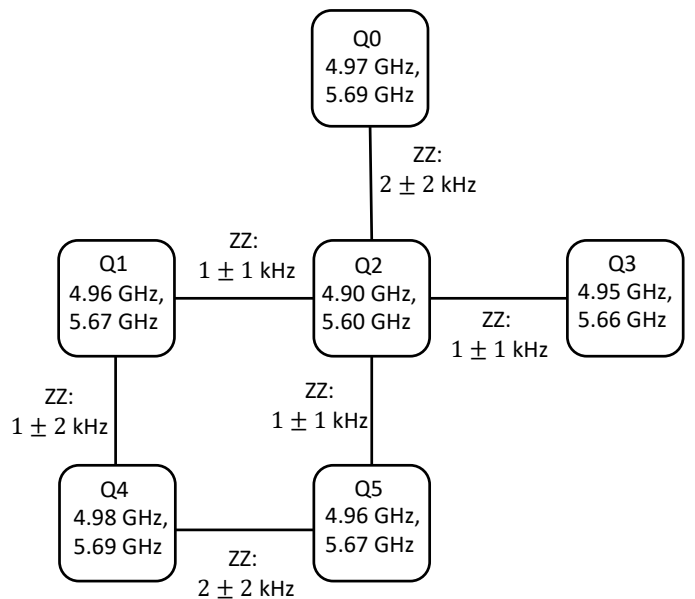 Q0
4.97 GHz,
5.69 GHz
ZZ:
2 ± 2 kHz
Q1
4.96 GHz,
5.67 GHz
ZZ:
1 ± 1 kHz
Q2
4.90 GHz,
5.60 GHz
ZZ:
1 ± 1 kHz
Q3
4.95 GHz,
5.66 GHz
ZZ:
1 ± 2 kHz
ZZ:
1 ± 1 kHz
Q4
4.98 GHz,
5.69 GHz
ZZ:
2 ± 2 kHz
Q5
4.96 GHz,
5.67 GHz